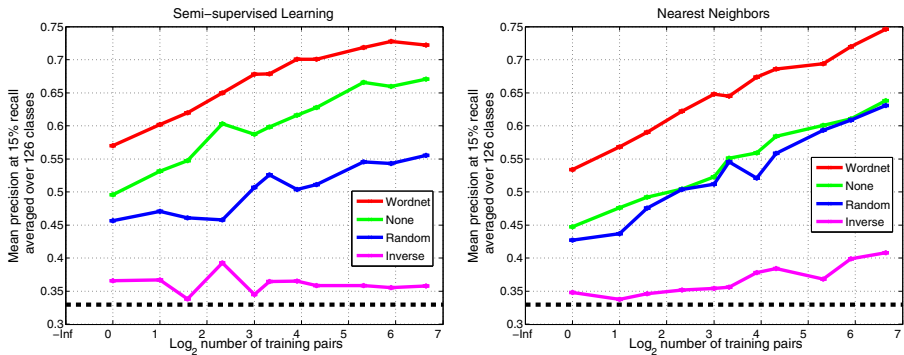 Semi-supervised Learning
Mean precision at 15% recall
averaged over 126 classes
0.75
0.7
0.65
0.6
0.55
0.5
0.45
0.4
0.35
0.3
Wordnet
None
Random
Inverse
−Inf 0 1 2 3 4 5 6 7
Log2 number of training pairs
Nearest Neighbors
Mean precision at 15% recall
averaged over 126 classes
0.75
0.7
0.65
0.6
0.55
0.5
0.45
0.4
0.35
0.3
Wordnet
None
Random
Inverse
−Inf 0 1 2 3 4 5 6 7
Log2 number of training pairs